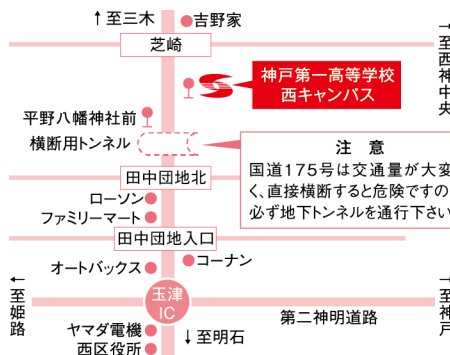 ↑至三木
吉野家
芝崎
→至西神中央
神戸第一高等学校
西キャンパス
平野八幡神社前
横断用トンネル
注 意
国道175号は交通量が大変
く、直接横断すると危険ですの
必ず地下トンネルを通行下さい
田中団地北
ローソン
ファミリーマート
田中団地入口
コーナン
オートバックス
←至姫路
玉津
IC
第二神明道路
→至神戸
ヤマダ電機
↓至明石
西区役所